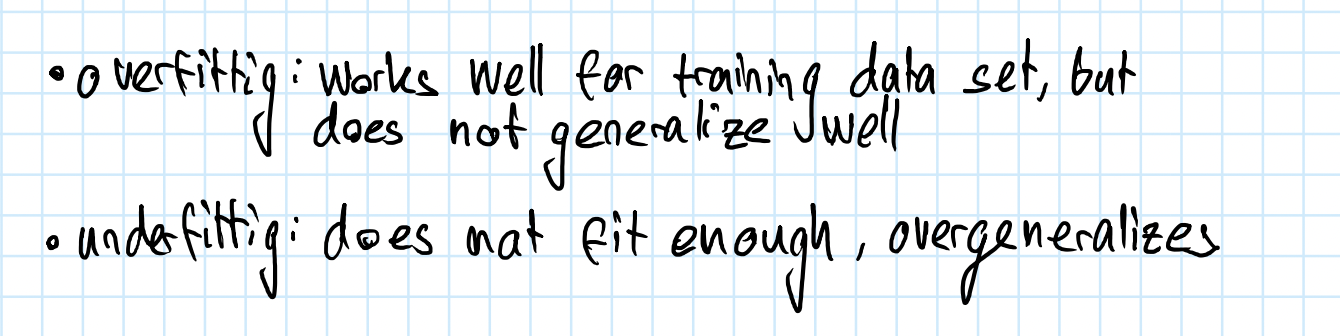 • overfittig: works well for training data set, but
does not generalize well
• underfittig: does not fit enough, overgeneralizes